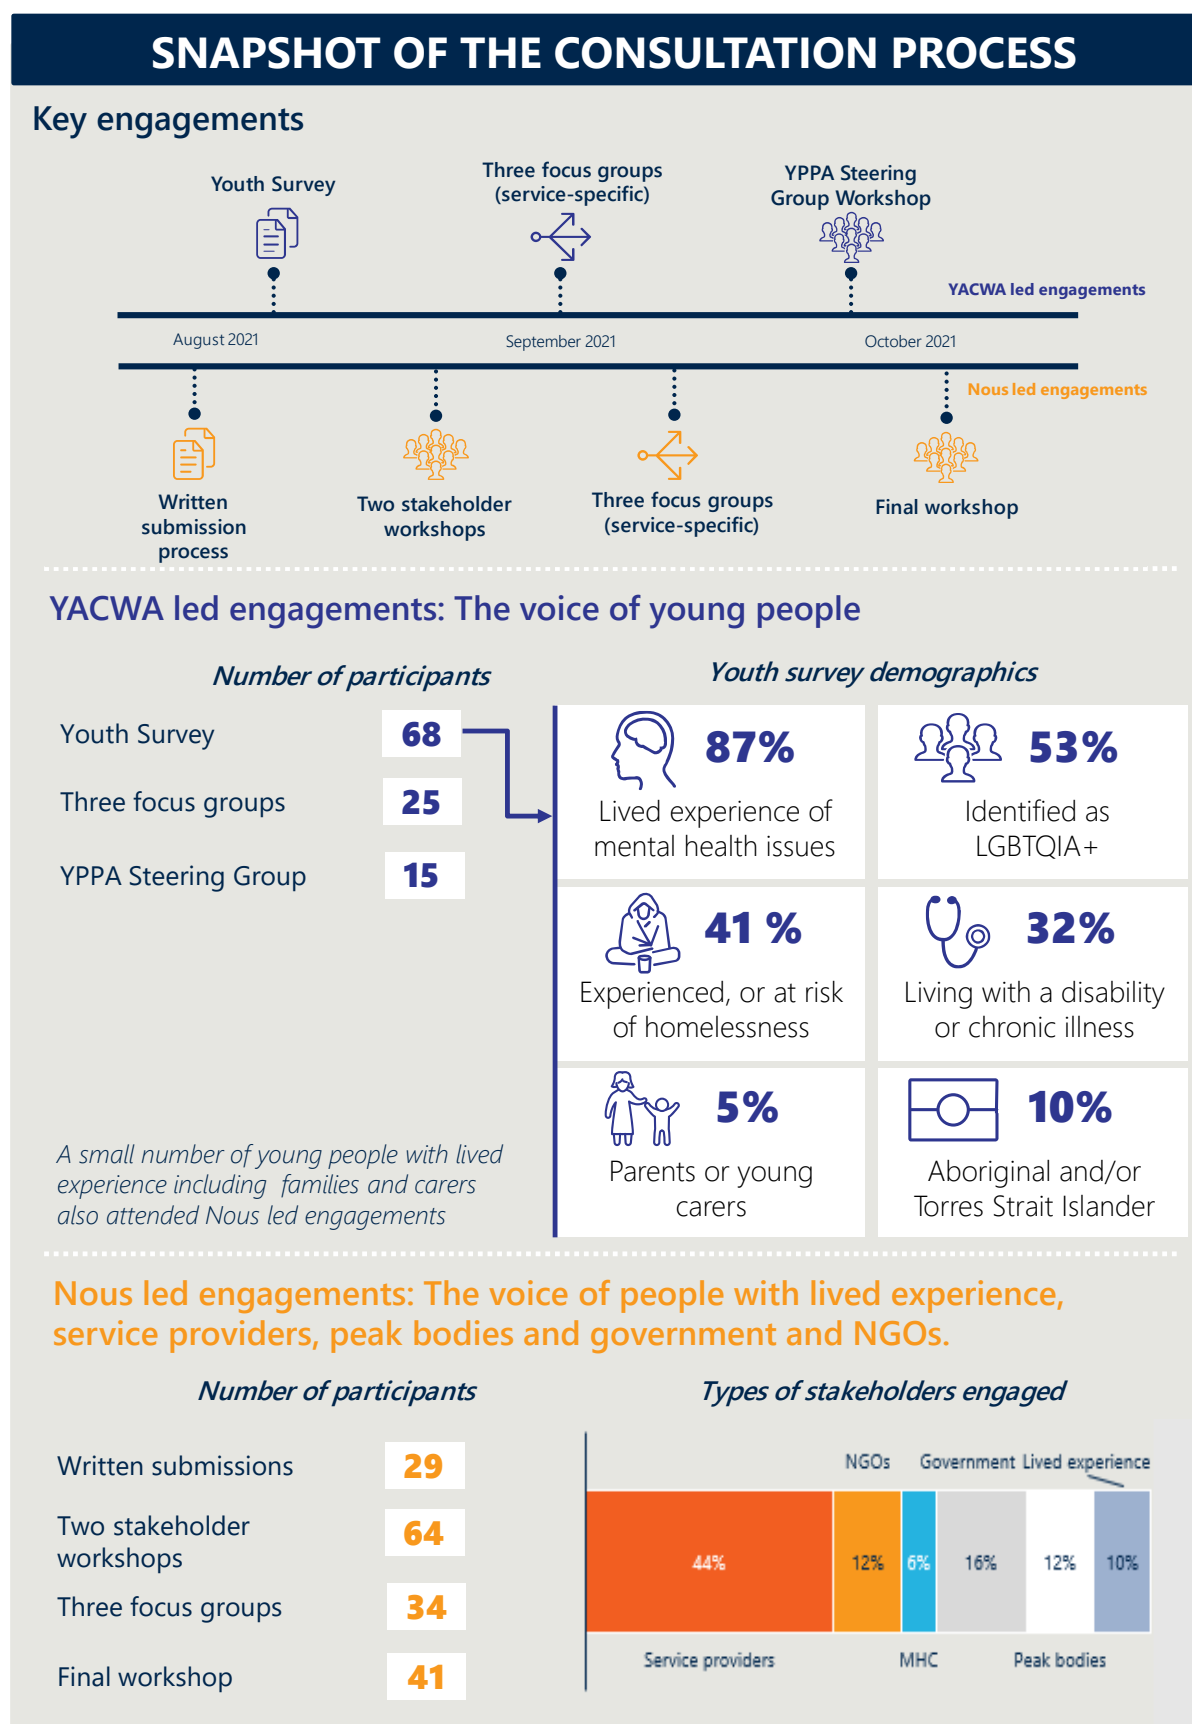 SNAPSHOT OF THE CONSULTATION PROCESS
Key engagements
Youth Survey
Three focus groups
(service-specific)
YPPA Steering
Group Workshop
YACWA led engagements
August 2021
September 2021
October 2021
Nous led engagements
Written
submission
process
Two stakeholder
workshops
Three focus groups
(service-specific)
Final workshop
YACWA led engagements: The voice of young people
Number of participants
Youth Survey 68
Three focus groups 25
YPPA Steering Group 15
A small number of young people with lived
experience including families and carers
also attended Nous led engagements
Youth survey demographics
87%
Lived experience of
mental health issues
53%
Identified as
LGBTQIA+
41 %
Experienced, or at risk
of homelessness
32%
Living with a disability
or chronic illness
5%
Parents or young
carers
10%
Aboriginal and/or
Torres Strait Islander
Nous led engagements: The voice of people with lived experience,
service providers, peak bodies and government and NGOs.
Number of participants
Written submissions 29
Two stakeholder
workshops 64
Three focus groups 34
Final workshop 41
Types of stakeholders engaged
NGOs Government Lived experience
44% 12% 6% 16% 12% 10%
Service providers MHC Peak bodies